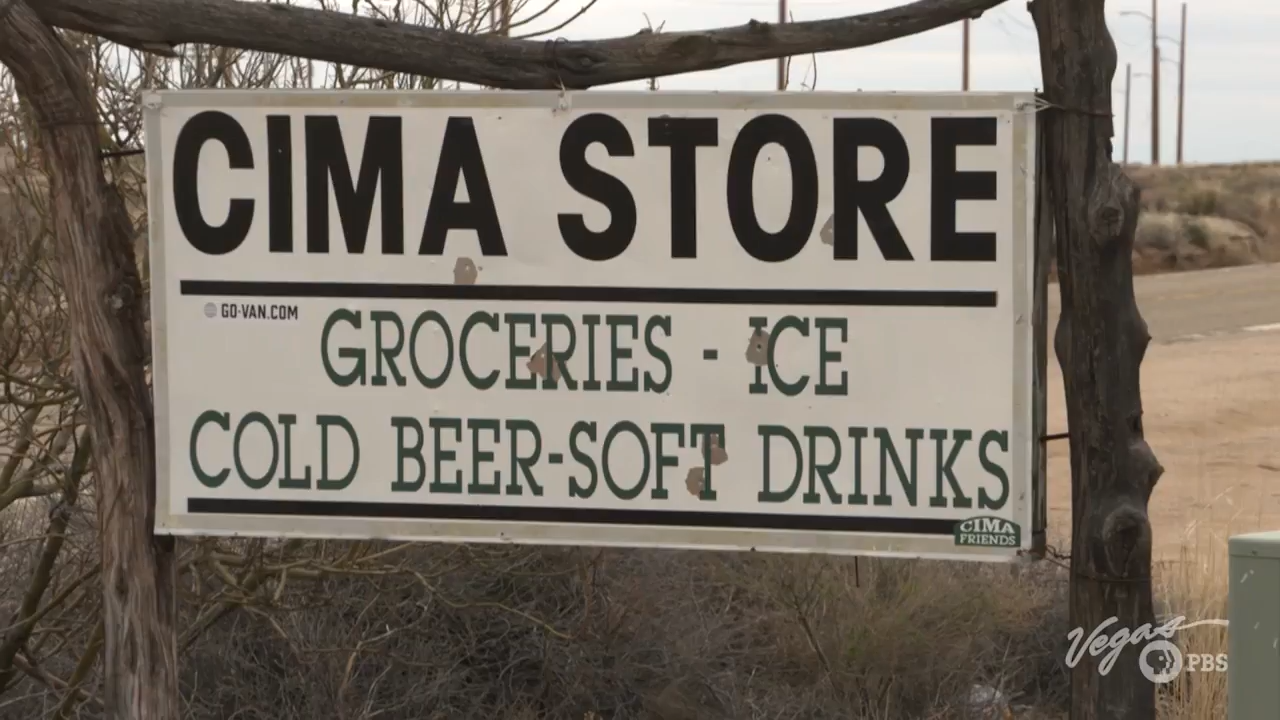 CIMA STORE
GO-VAN.COM
GROCERIES - ICE
COLD BEER-SOFT DRINKS
CIMA
FRIENDS
Vegas
PBS